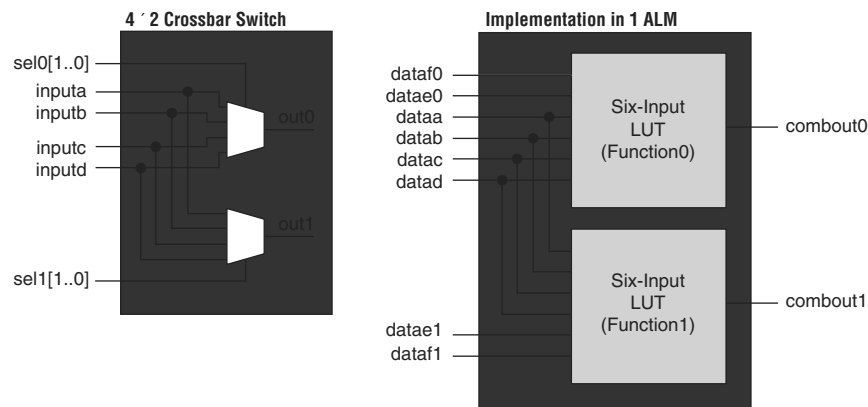 4 ´ 2 Crossbar Switch
sel0[1..0]
inputa
inputb
inputc
inputd
out0
out1
sel1[1..0]
Implementation in 1 ALM
dataf0
datae0
dataa
datab
datac
datad
Six-Input
LUT
(Function0)
combout0
Six-Input
LUT
(Function1)
combout1
datae1
dataf1